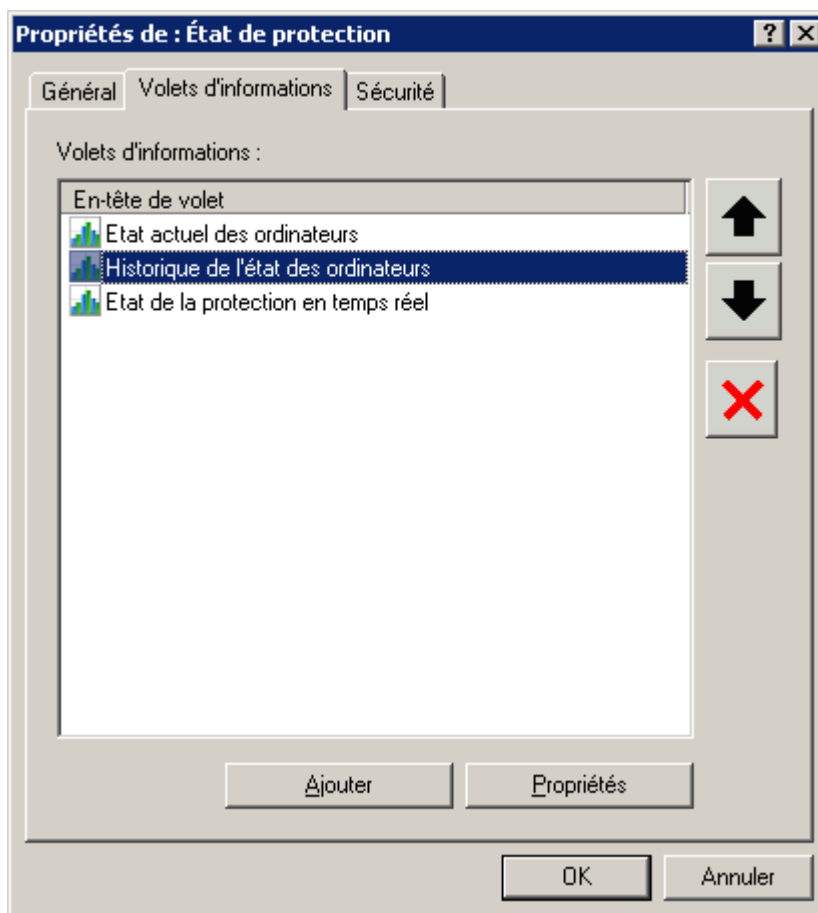 Propriétés de : État de protection
Général Volets d'informations Sécurité
Volets d'informations :
En-tête de volet
Etat actuel des ordinateurs
Historique de l'état des ordinateurs
Etat de la protection en temps réel
Ajouter Propriétés
OK Annuler